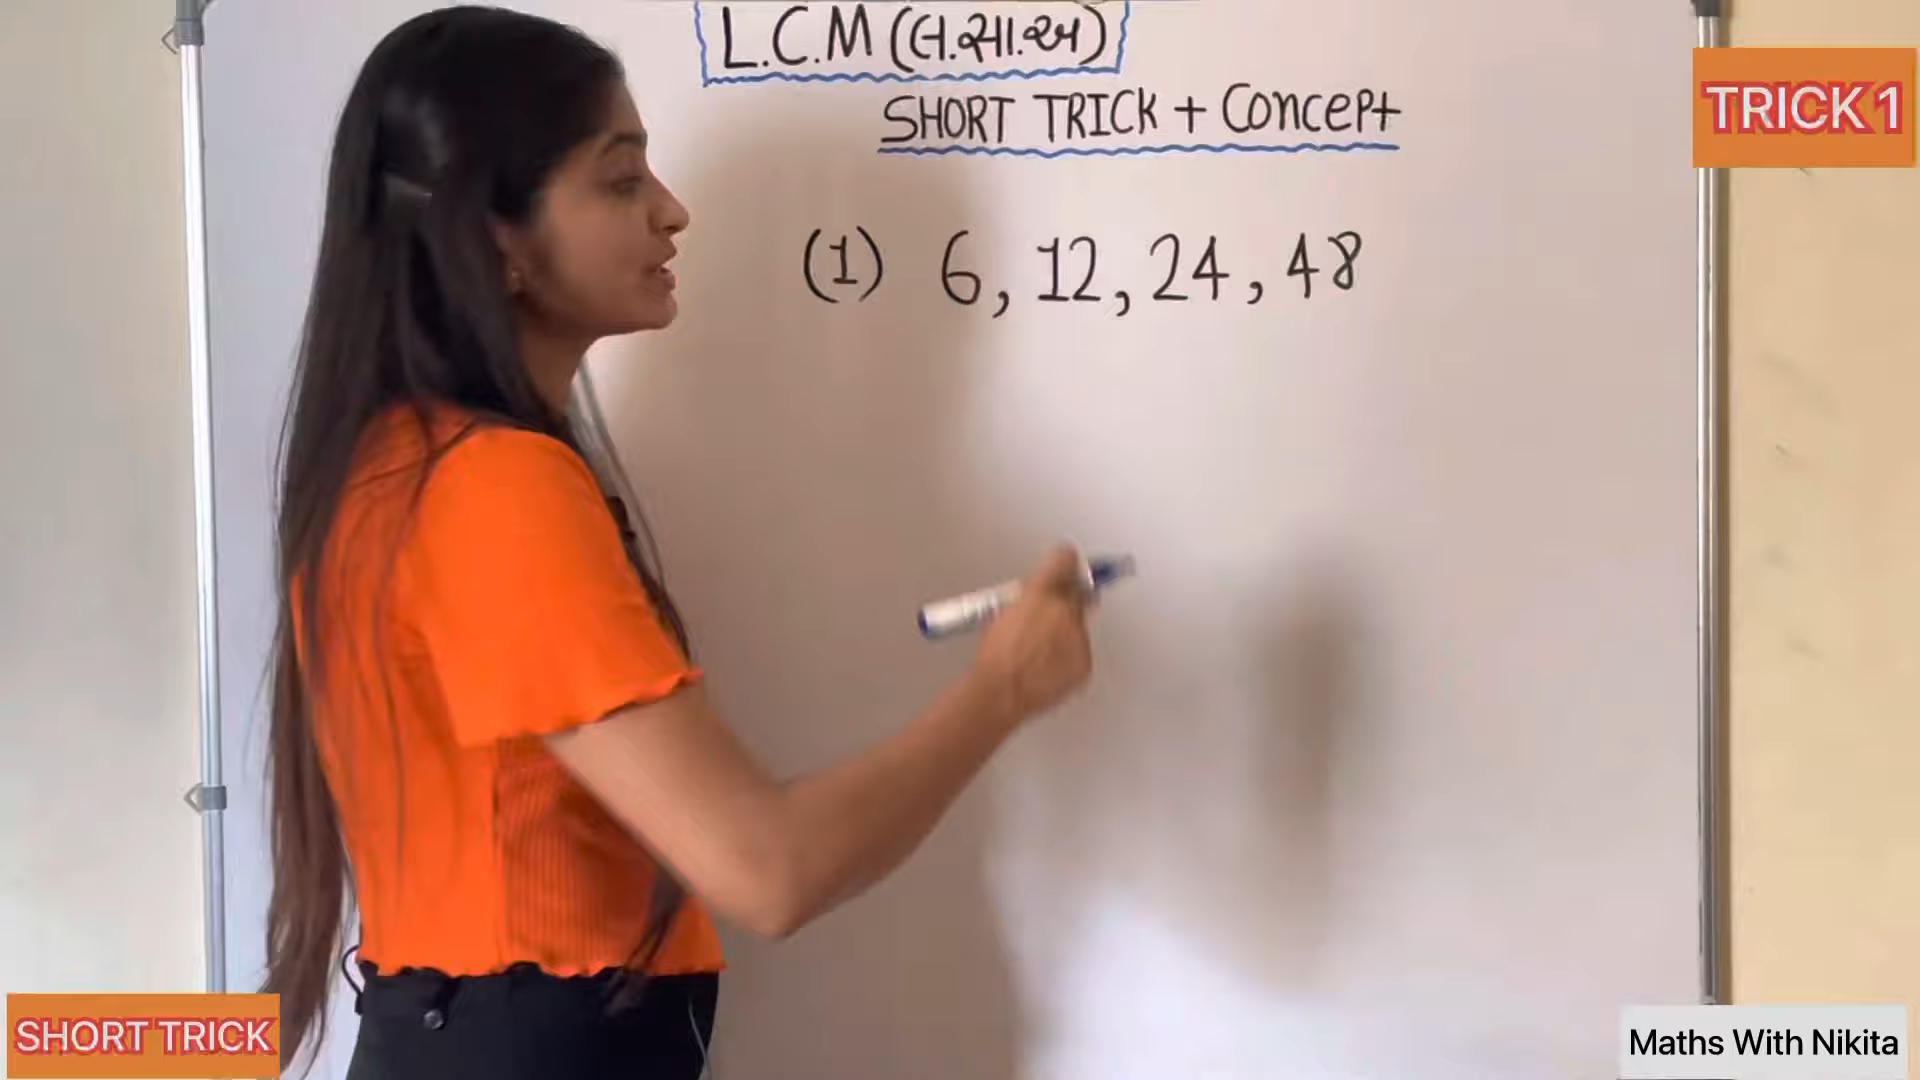 L.C.M (લ.સા.અ)
SHORT TRICK + Concept
TRICK 1
(1) 6, 12, 24, 48
SHORT TRICK
Maths With Nikita